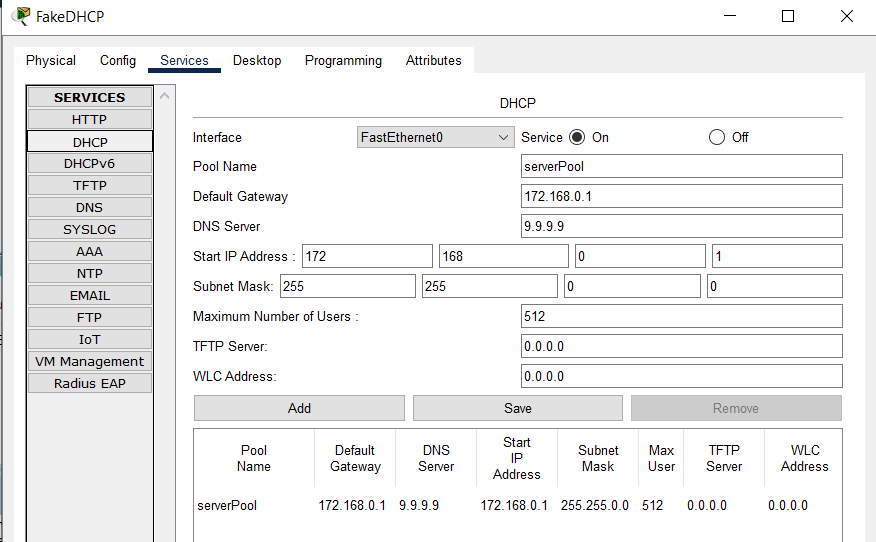 FakeDHCP
Physical Config Services Desktop Programming Attributes
SERVICES
HTTP
DHCP
DHCPv6
TFTP
DNS
SYSLOG
AAA
NTP
EMAIL
FTP
IoT
VM Management
Radius EAP
DHCP
Interface FastEthernet0 Service On Off
Pool Name serverPool
Default Gateway 172.168.0.1
DNS Server 9.9.9.9
Start IP Address : 172 168 0 1
Subnet Mask: 255 255 0 0
Maximum Number of Users : 512
TFTP Server: 0.0.0.0
WLC Address: 0.0.0.0
Add Save Remove
Pool Name Default Gateway DNS Server Start IP Address Subnet Mask Max User TFTP Server WLC Address
serverPool 172.168.0.1 9.9.9.9 172.168.0.1 255.255.0.0 512 0.0.0.0 0.0.0.0